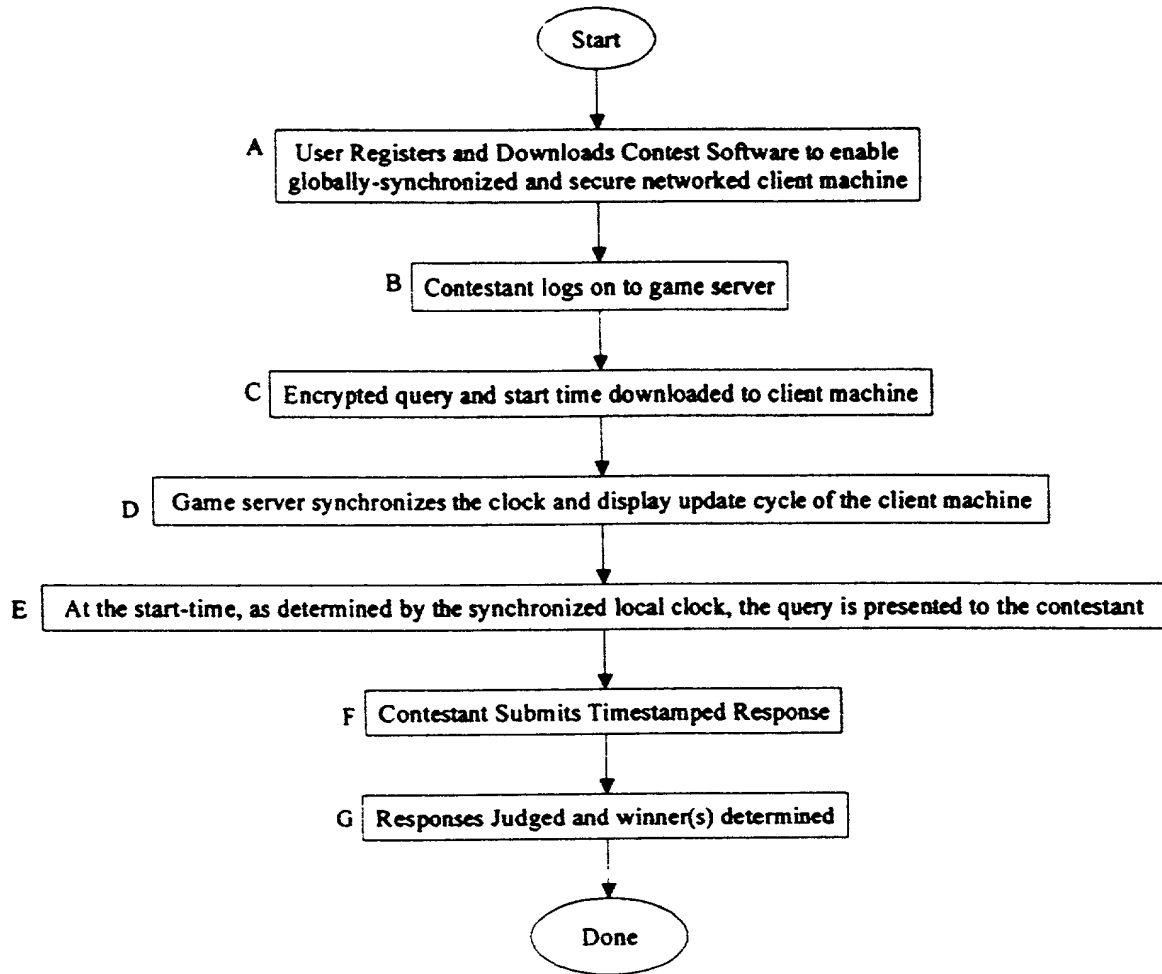 Start
A
User Registers and Downloads Contest Software to enable
globally-synchronized and secure networked client machine
B
Contestant logs on to game server
C
Encrypted query and start time downloaded to client machine
D
Game server synchronizes the clock and display update cycle of the client machine
E
At the start-time, as determined by the synchronized local clock, the query is presented to the contestant
F
Contestant Submits Timestamped Response
G
Responses Judged and winner(s) determined
Done